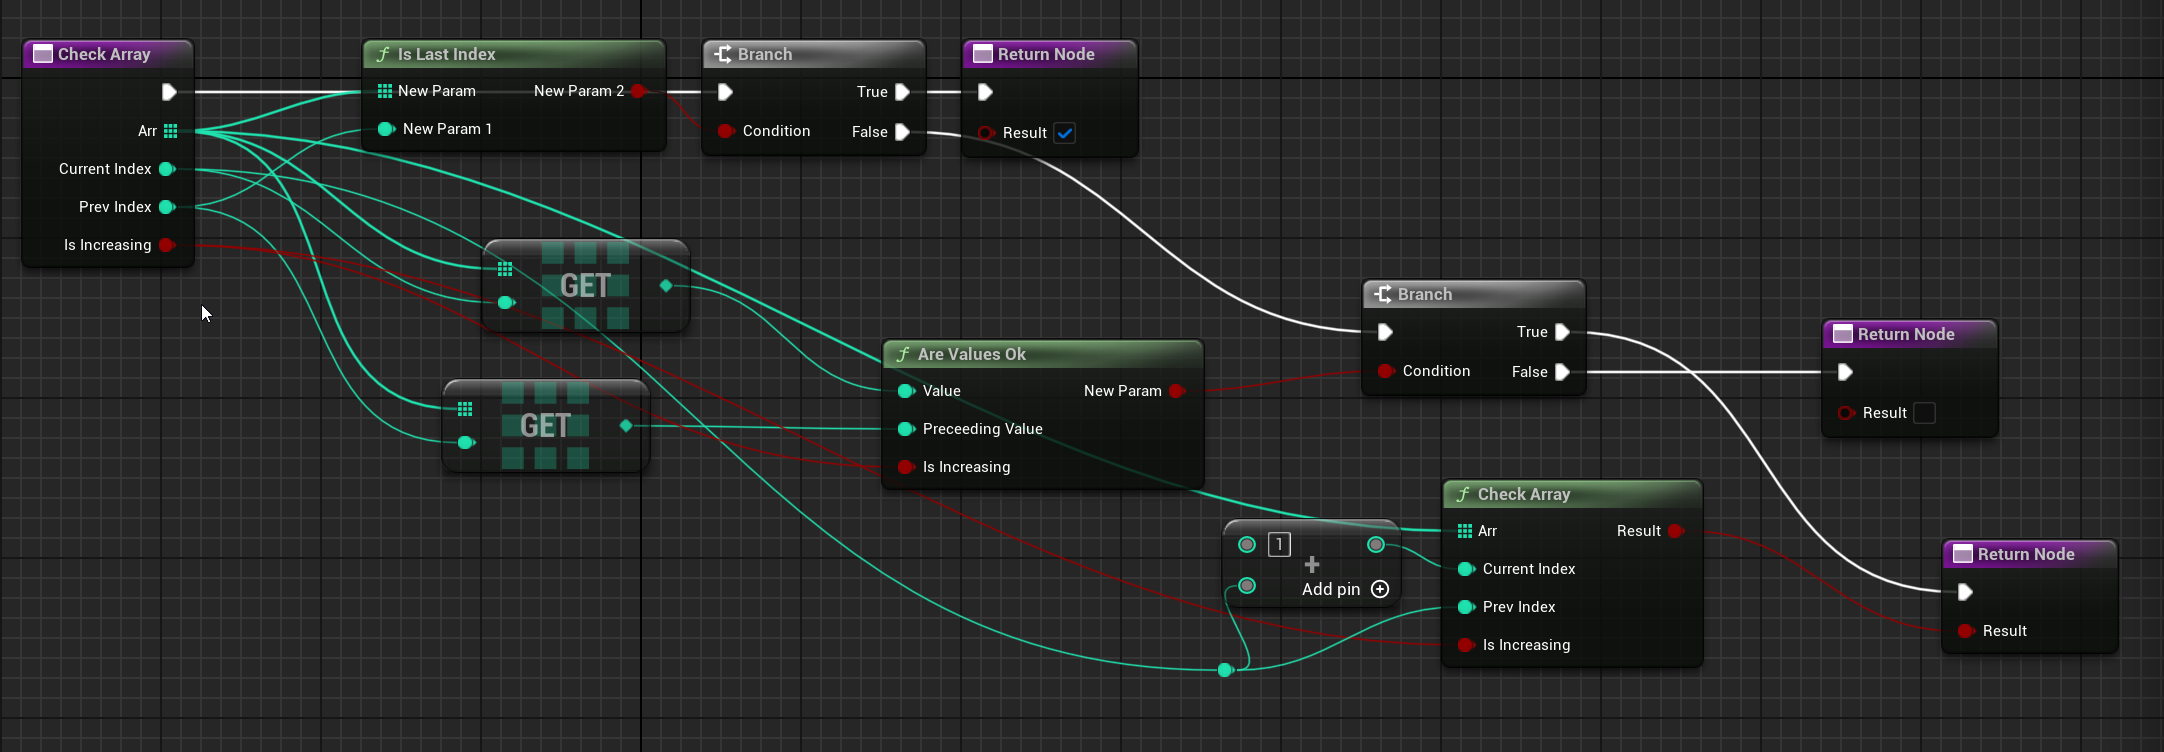 Check Array
Arr
Current Index
Prev Index
Is Increasing
Is Last Index
New Param
New Param 2
New Param 1
Branch
True
Condition
False
Return Node
Result
GET
GET
Are Values Ok
Value
New Param
Preceeding Value
Is Increasing
Branch
True
Condition
False
Return Node
Result
1
Add pin
Check Array
Arr
Result
Current Index
Prev Index
Is Increasing
Return Node
Result